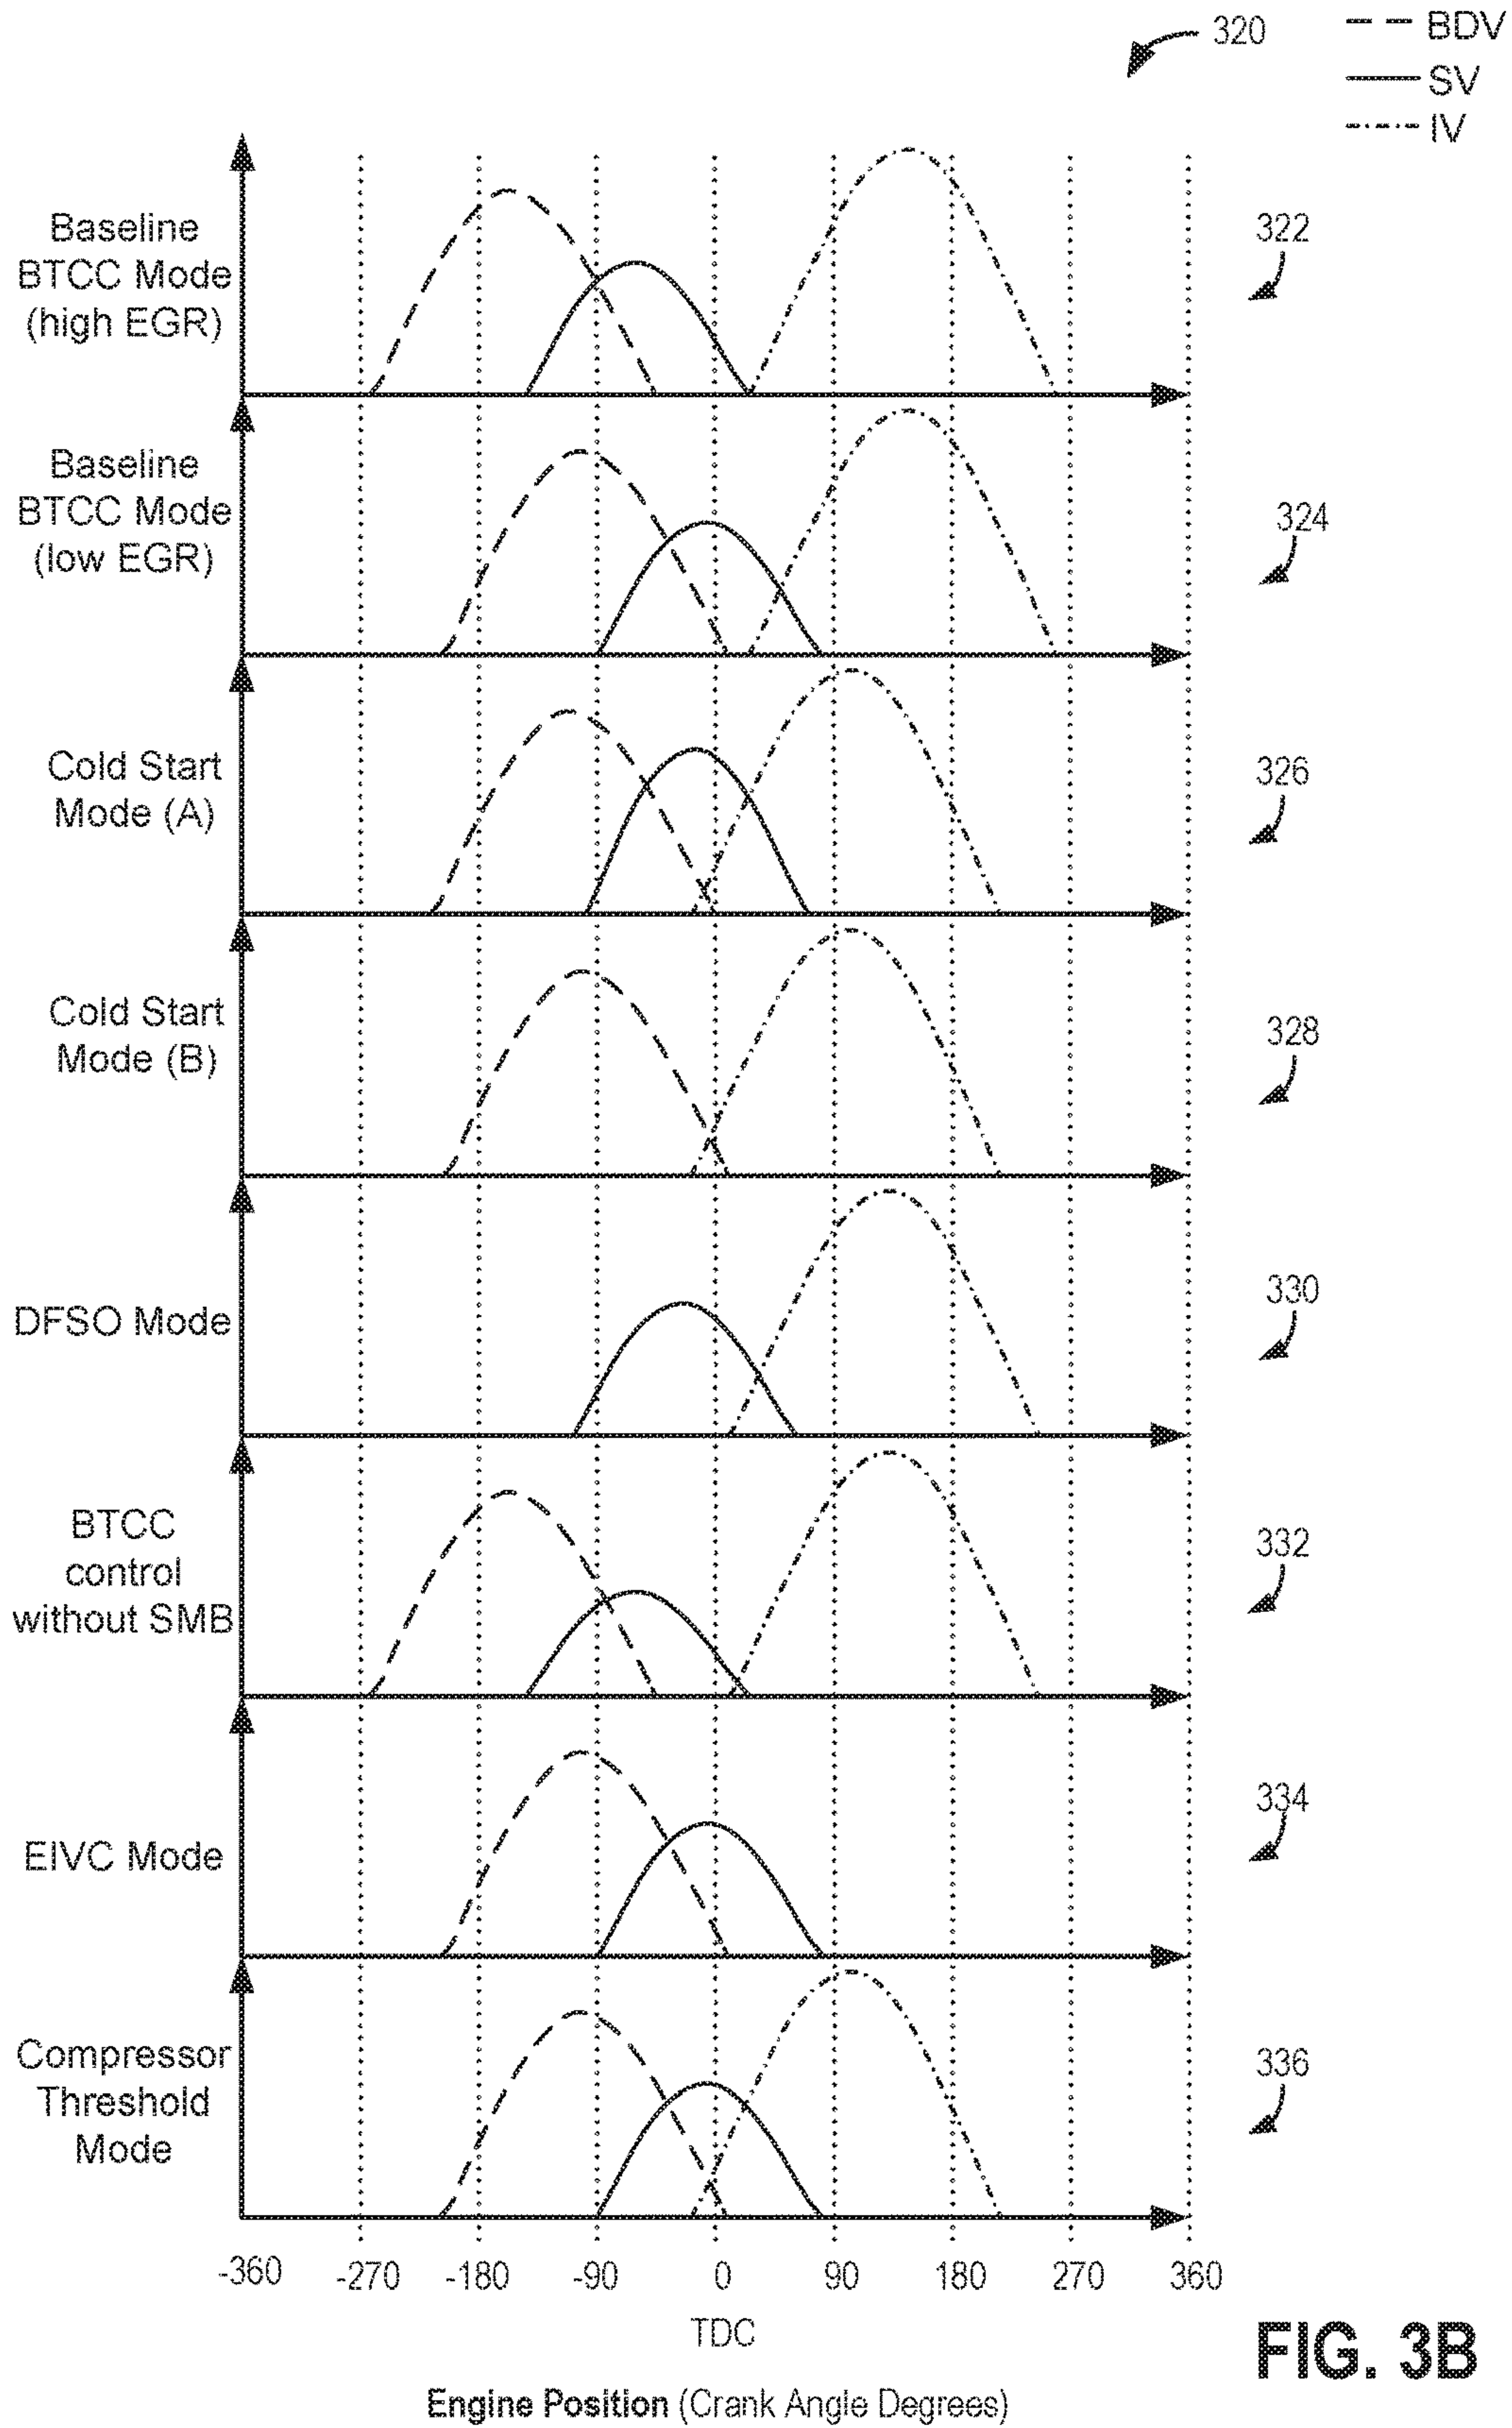 320
BDV
SV
IV
Baseline
BTCC Mode
(high EGR)
322
Baseline
BTCC Mode
(low EGR)
324
Cold Start
Mode (A)
326
Cold Start
Mode (B)
328
DFSO Mode
330
BTCC
control
without SMB
332
EIVC Mode
334
Compressor
Threshold
Mode
336
-360 -270 -180 -90 0 90 180 270 360
TDC
Engine Position (Crank Angle Degrees)
FIG. 3B